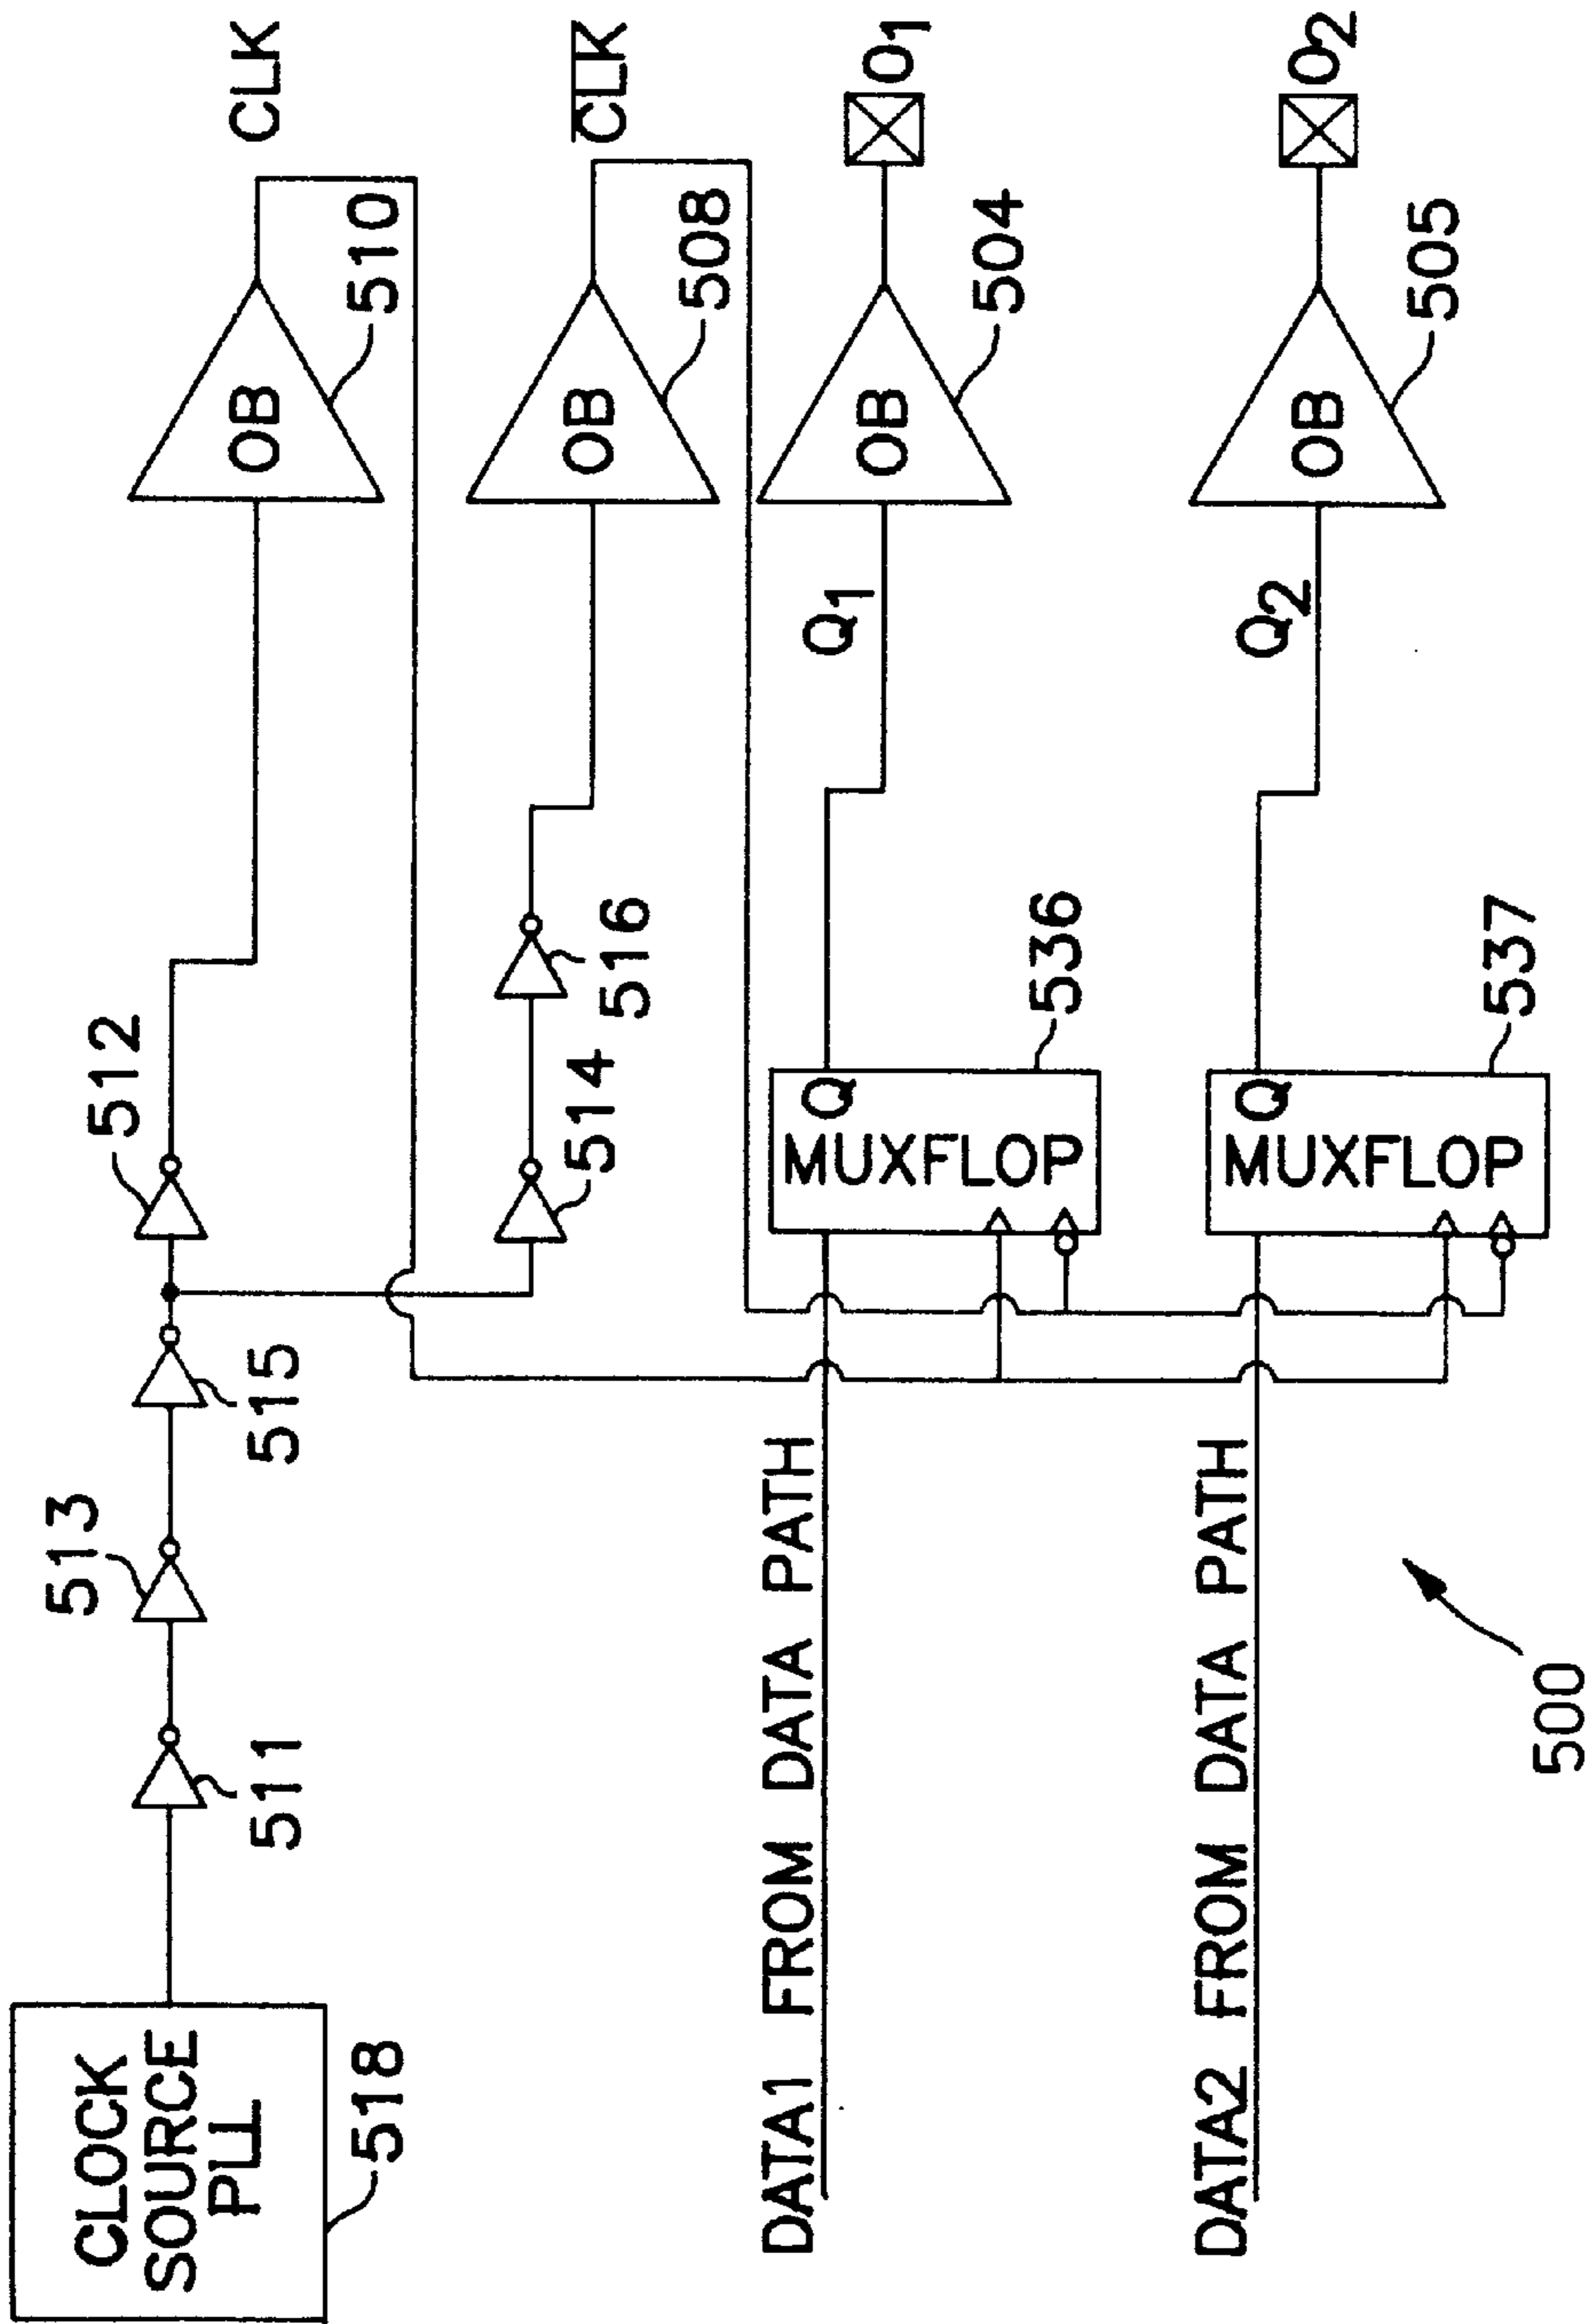 CLOCK
SOURCE
PLL
518
511
513
515
512
514
516
OB
510
CLK
OB
508
C̅L̅K̅
DATA1 FROM DATA PATH
Q
MUXFLOP
536
Q1
OB
504
O1
DATA2 FROM DATA PATH
Q
MUXFLOP
537
Q2
OB
505
O2
500